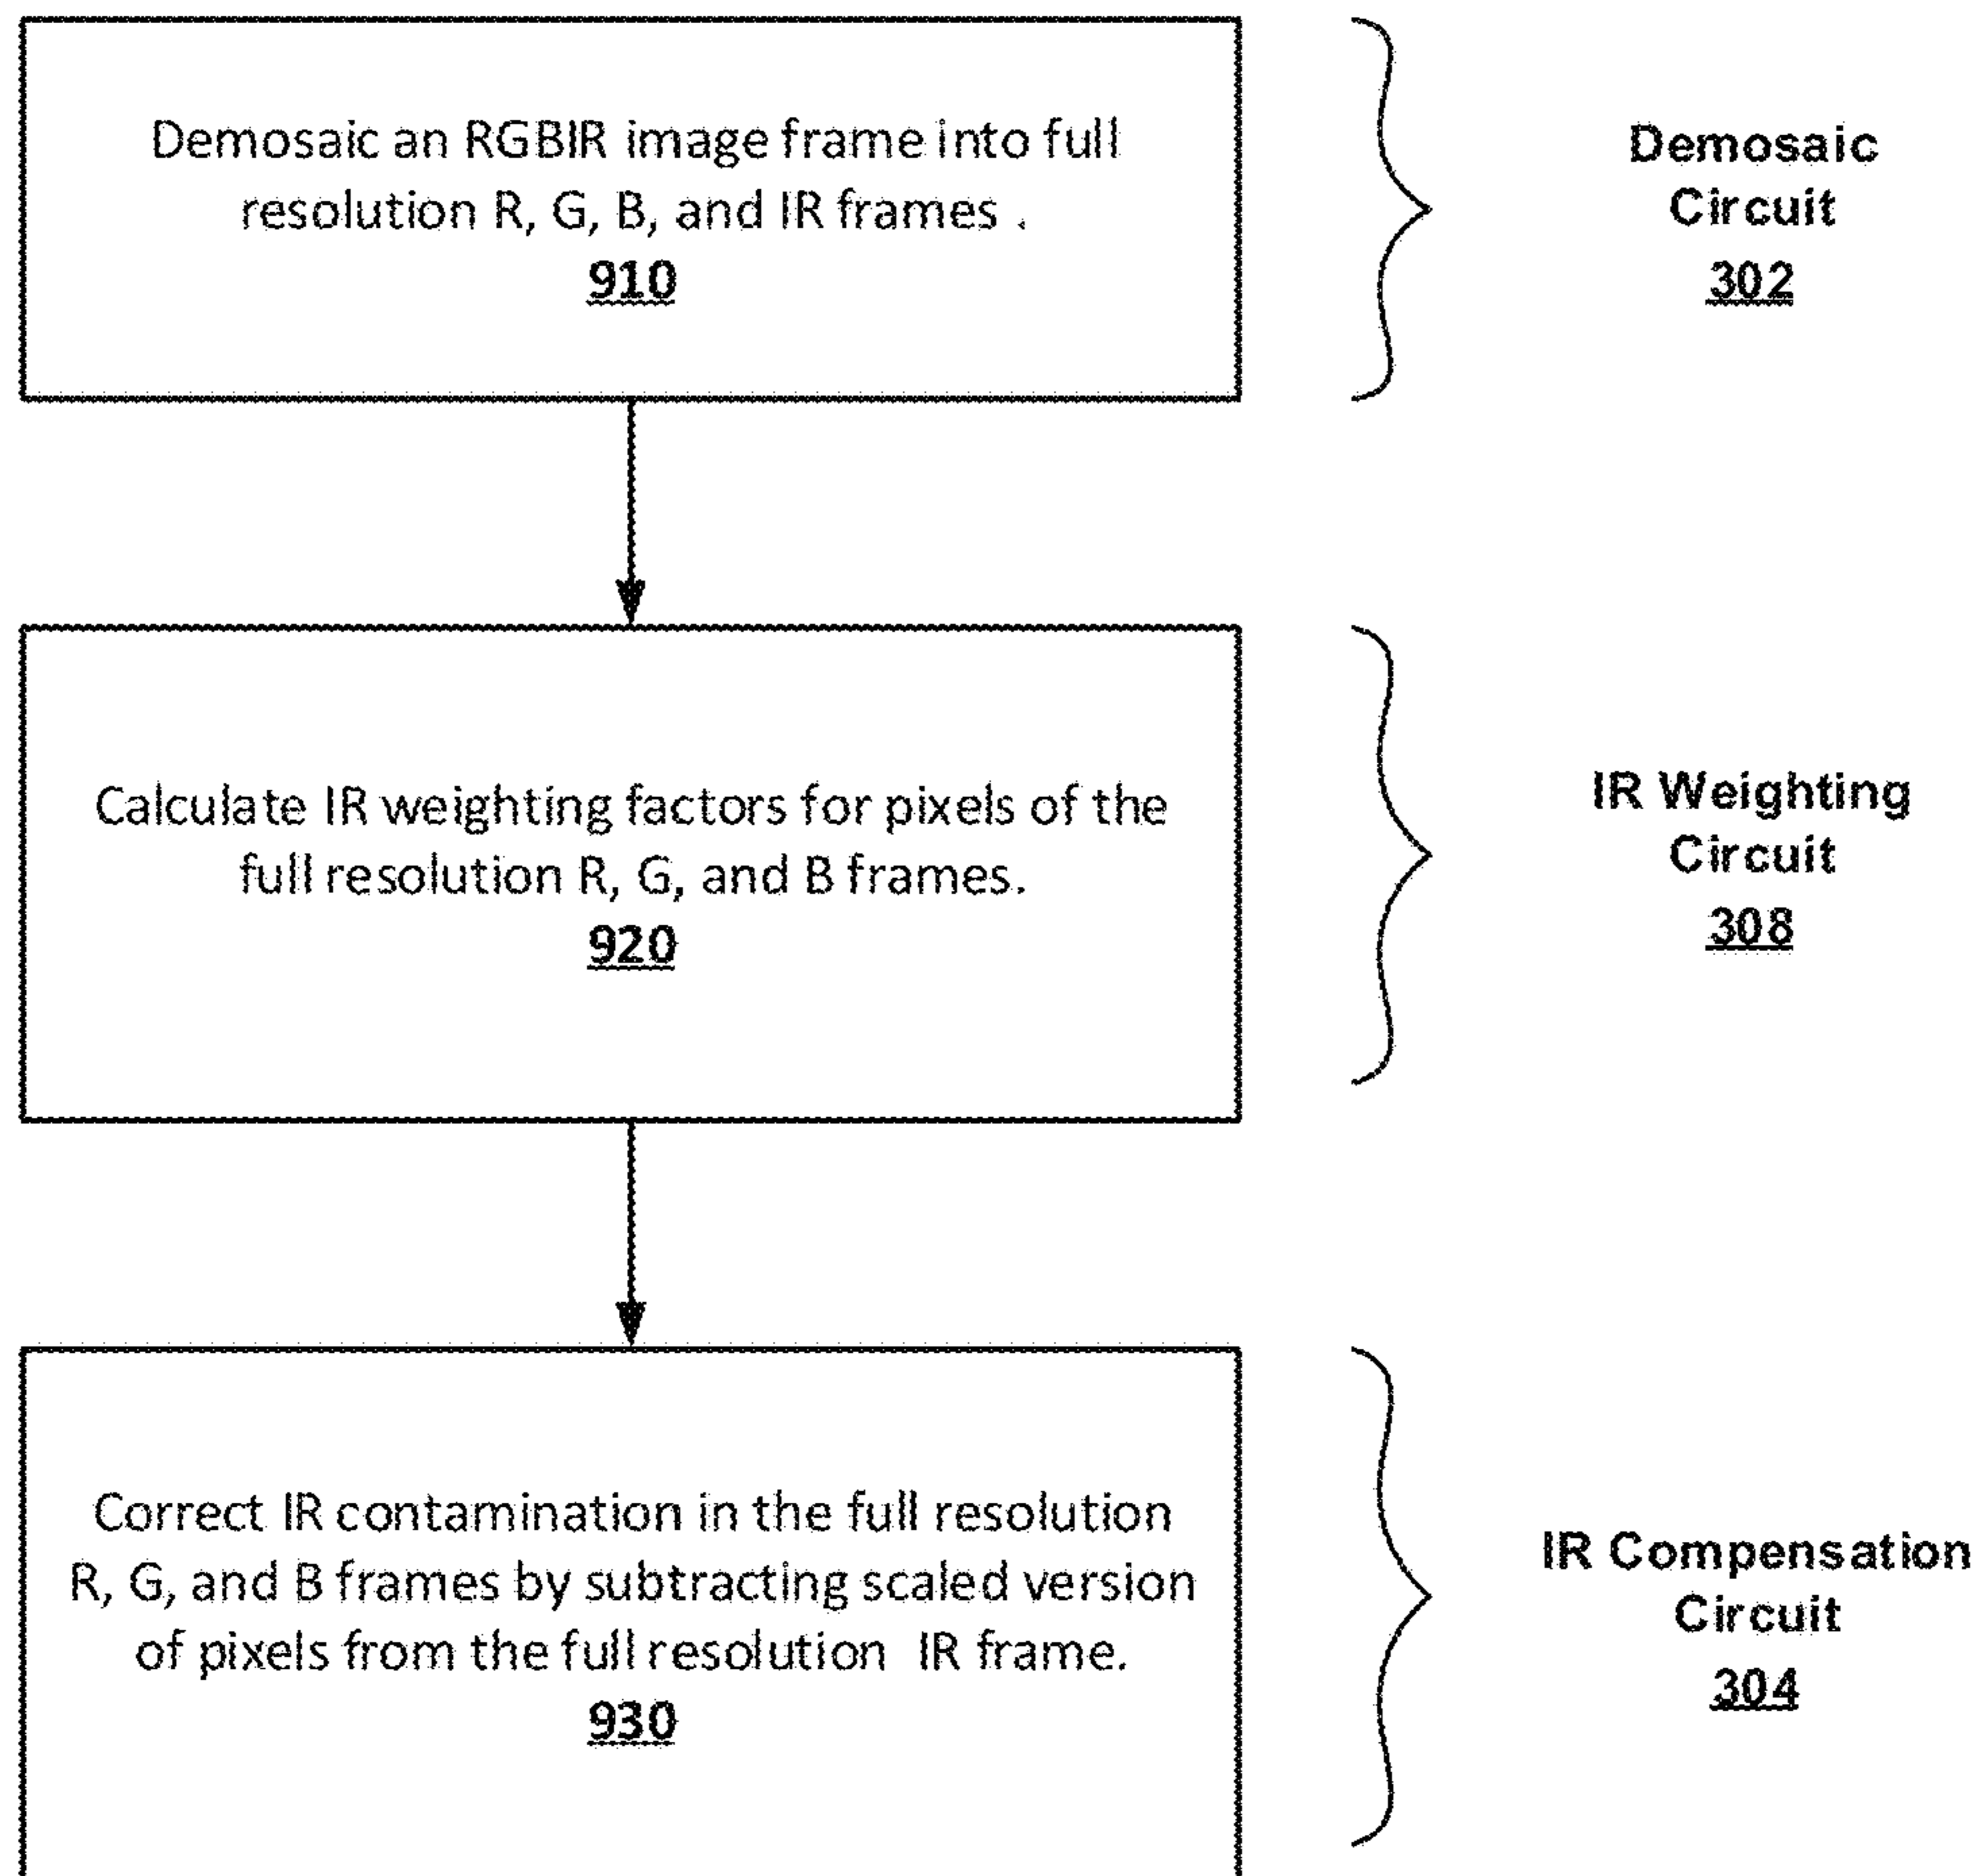 Demosaic an RGBIR image frame into full
resolution R, G, B, and IR frames .
910
Demosaic
Circuit
302
Calculate IR weighting factors for pixels of the
full resolution R, G, and B frames.
920
IR Weighting
Circuit
308
Correct IR contamination in the full resolution
R, G, and B frames by subtracting scaled version
of pixels from the full resolution IR frame.
930
IR Compensation
Circuit
304